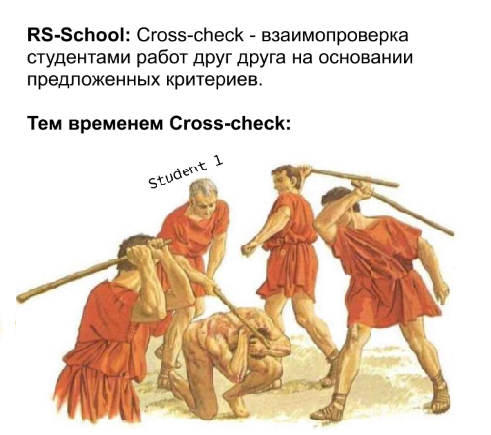 RS-School: Cross-check - взаимопроверка
студентами работ друг друга на основании
предложенных критериев.
Тем временем Cross-check:
Student 1